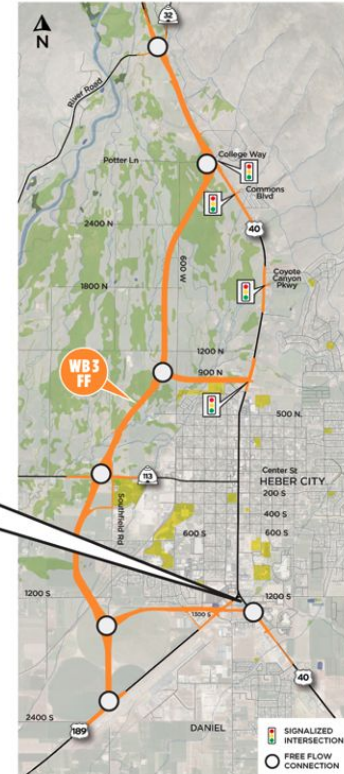 N
32
River Road
Potter Ln
College Way
Commons
Blvd
2400 N
40
600 W
Coyote
Canyon
Pkwy
1800 N
1200 N
900 N
WB3
FF
500 N.
113
Center St
HEBER CITY
200 S
Southfield Rd
400 S
600 S
600 S
1200 S
1200 S
1300 S
40
2400 S
189
DANIEL
SIGNALIZED
INTERSECTION
FREE FLOW
CONNECTION